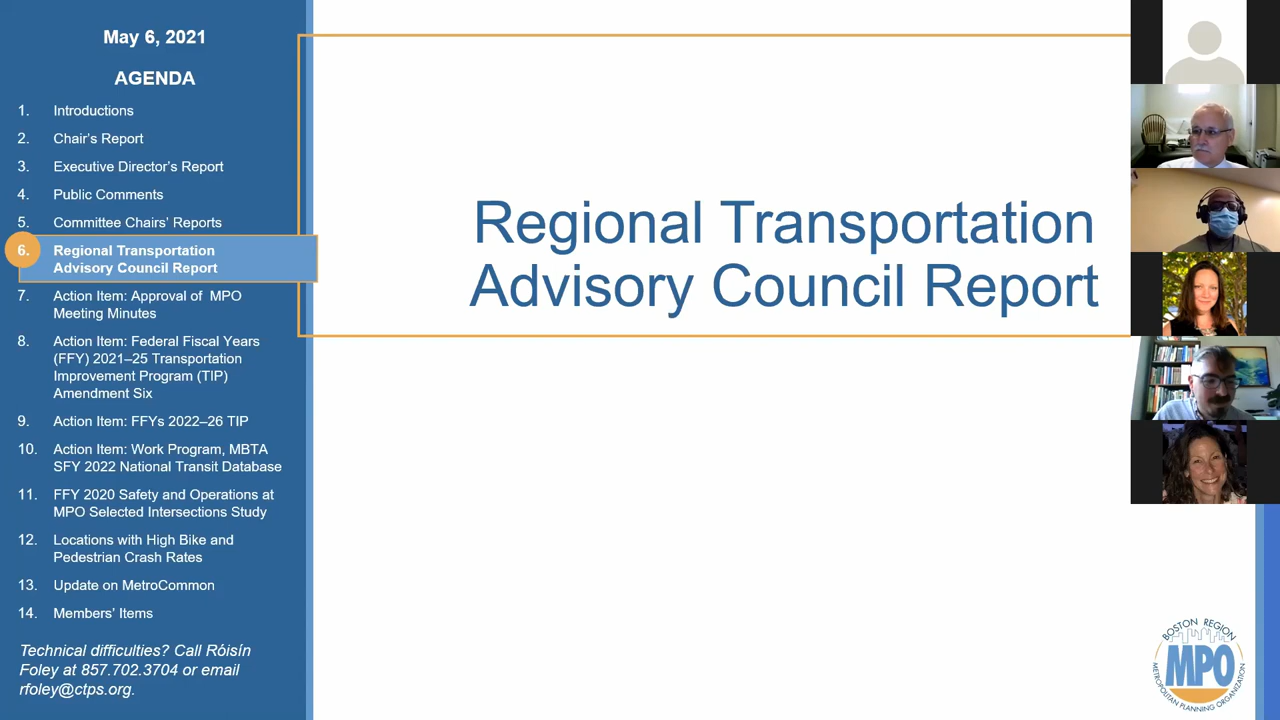 May 6, 2021
AGENDA
1. Introductions
2. Chair's Report
3. Executive Director's Report
4. Public Comments
5. Committee Chairs' Reports
6. Regional Transportation
Advisory Council Report
7. Action Item: Approval of MPO
Meeting Minutes
8. Action Item: Federal Fiscal Years
(FFY) 2021–25 Transportation
Improvement Program (TIP)
Amendment Six
9. Action Item: FFYs 2022–26 TIP
10. Action Item: Work Program, MBTA
SFY 2022 National Transit Database
11. FFY 2020 Safety and Operations at
MPO Selected Intersections Study
12. Locations with High Bike and
Pedestrian Crash Rates
13. Update on MetroCommon
14. Members' Items
Technical difficulties? Call Róisín
Foley at 857.702.3704 or email
rfoley@ctps.org.
Regional Transportation
Advisory Council Report
BOSTON REGION
MPO
METROPOLITAN PLANNING ORGANIZATION